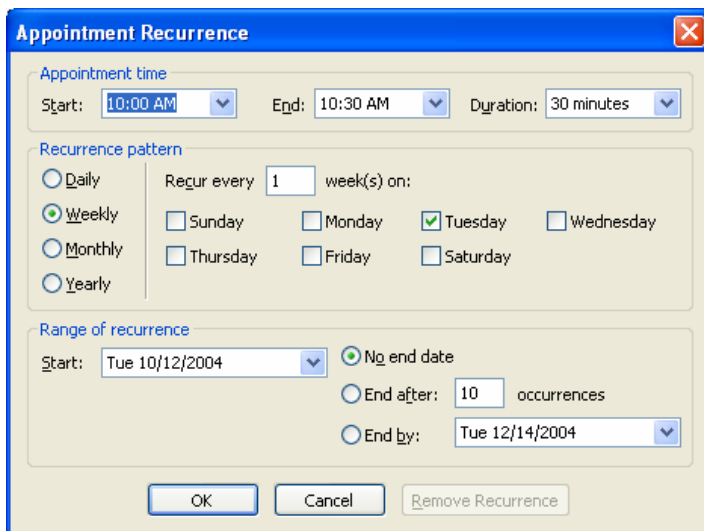 Appointment Recurrence
Appointment time
Start: 10:00 AM End: 10:30 AM Duration: 30 minutes
Recurrence pattern
Daily Recur every 1 week(s) on:
Weekly Sunday Monday Tuesday Wednesday
Monthly Thursday Friday Saturday
Yearly
Range of recurrence
Start: Tue 10/12/2004 No end date
End after: 10 occurrences
End by: Tue 12/14/2004
OK Cancel Remove Recurrence